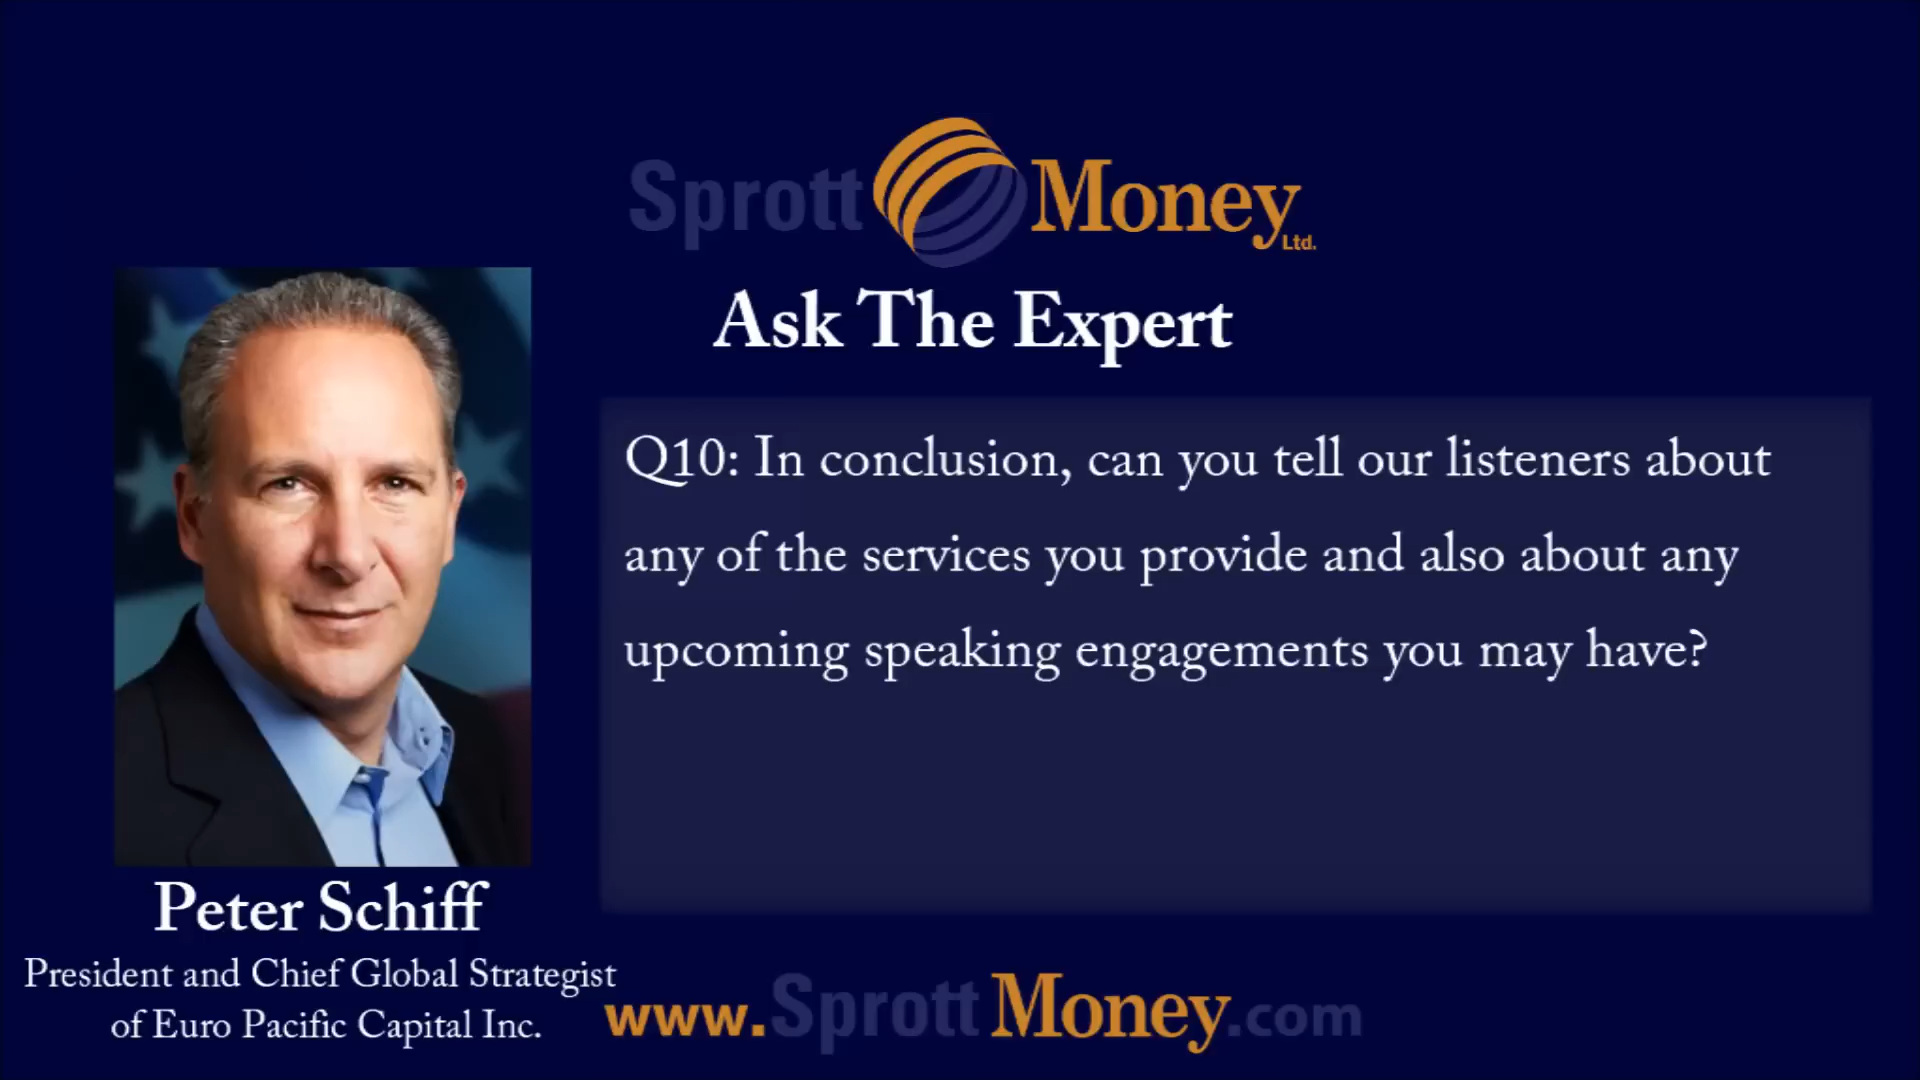 Sprott Money Ltd.
Ask The Expert
Q10: In conclusion, can you tell our listeners about
any of the services you provide and also about any
upcoming speaking engagements you may have?
Peter Schiff
President and Chief Global Strategist
of Euro Pacific Capital Inc.
www.SprottMoney.com